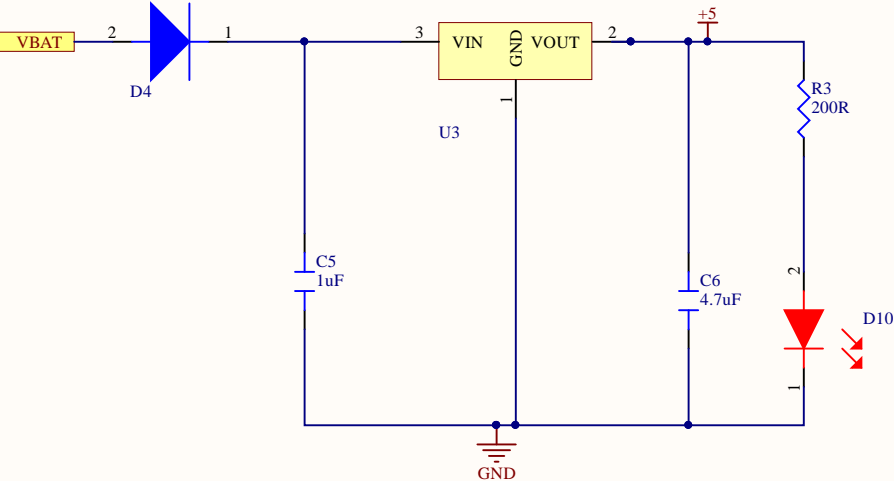 +5
VBAT
2
1
3
VIN
GND
VOUT
2
D4
R3
200R
1
U3
C5
1uF
2
C6
4.7uF
D10
1
GND